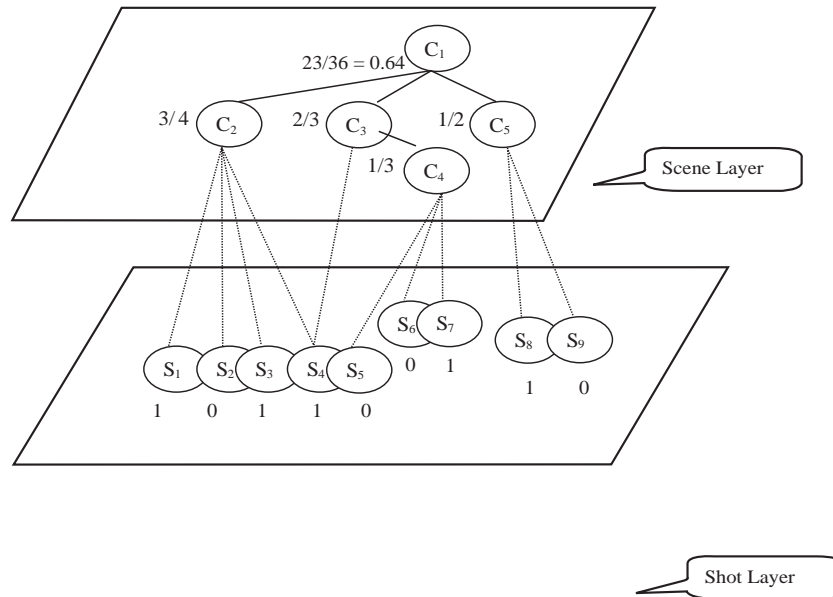 C1
23/36 = 0.64
3/4 C2 2/3 C3 1/2 C5
1/3 C4
Scene Layer
S6 S7
S8 S9
S1 S2 S3 S4 S5
0 1
1 0
1 0 1 1 0
Shot Layer